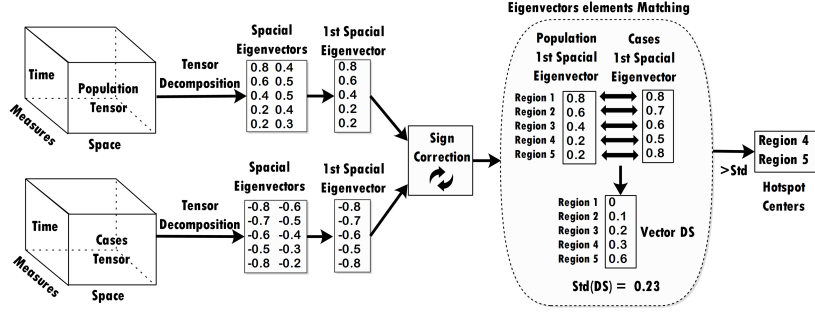 Eigenvectors elements Matching
Time
Population
Tensor
Measures
Space
Tensor
Decomposition
Spacial
Eigenvectors
0.8 0.4
0.6 0.5
0.4 0.5
0.2 0.4
0.2 0.3
1st Spacial
Eigenvector
0.8
0.6
0.4
0.2
0.2
Time
Cases
Tensor
Measures
Space
Tensor
Decomposition
Spacial
Eigenvectors
-0.8 -0.6
-0.7 -0.5
-0.6 -0.4
-0.5 -0.3
-0.8 -0.2
1st Spacial
Eigenvector
-0.8
-0.7
-0.6
-0.5
-0.8
Sign
Correction
Population
1st Spacial
Eigenvector
Cases
1st Spacial
Eigenvector
Region 1 0.8 0.8
Region 2 0.6 0.7
Region 3 0.4 0.6
Region 4 0.2 0.5
Region 5 0.2 0.8
Region 1 0
Region 2 0.1
Region 3 0.2
Region 4 0.3
Region 5 0.6
Vector DS
Std(DS) = 0.23
>Std
Region 4
Region 5
Hotspot
Centers